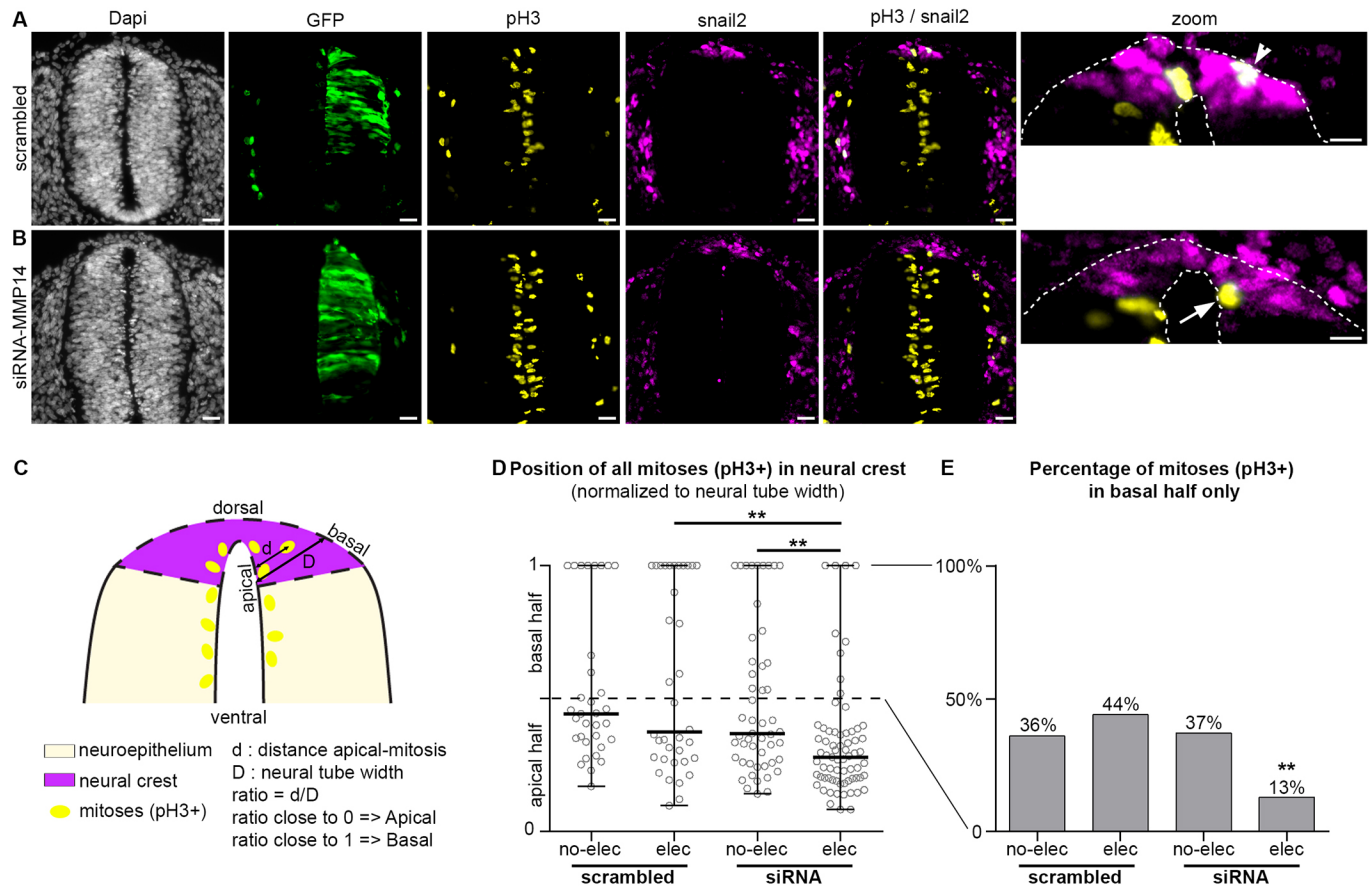 A
Dapi
GFP
pH3
snail2
pH3 / snail2
zoom
scrambled
B
siRNA-MMP14
C
dorsal
basal
d
D
apical
ventral
neuroepithelium
neural crest
mitoses (pH3+)
d : distance apical-mitosis
D : neural tube width
ratio = d/D
ratio close to 0 => Apical
ratio close to 1 => Basal
D Position of all mitoses (pH3+) in neural crest
(normalized to neural tube width)
**
**
1
basal half
apical half
0
no-elec elec no-elec elec
scrambled siRNA
E Percentage of mitoses (pH3+)
in basal half only
100%
50%
0
36%
44%
37%
**
13%
no-elec elec no-elec elec
scrambled siRNA